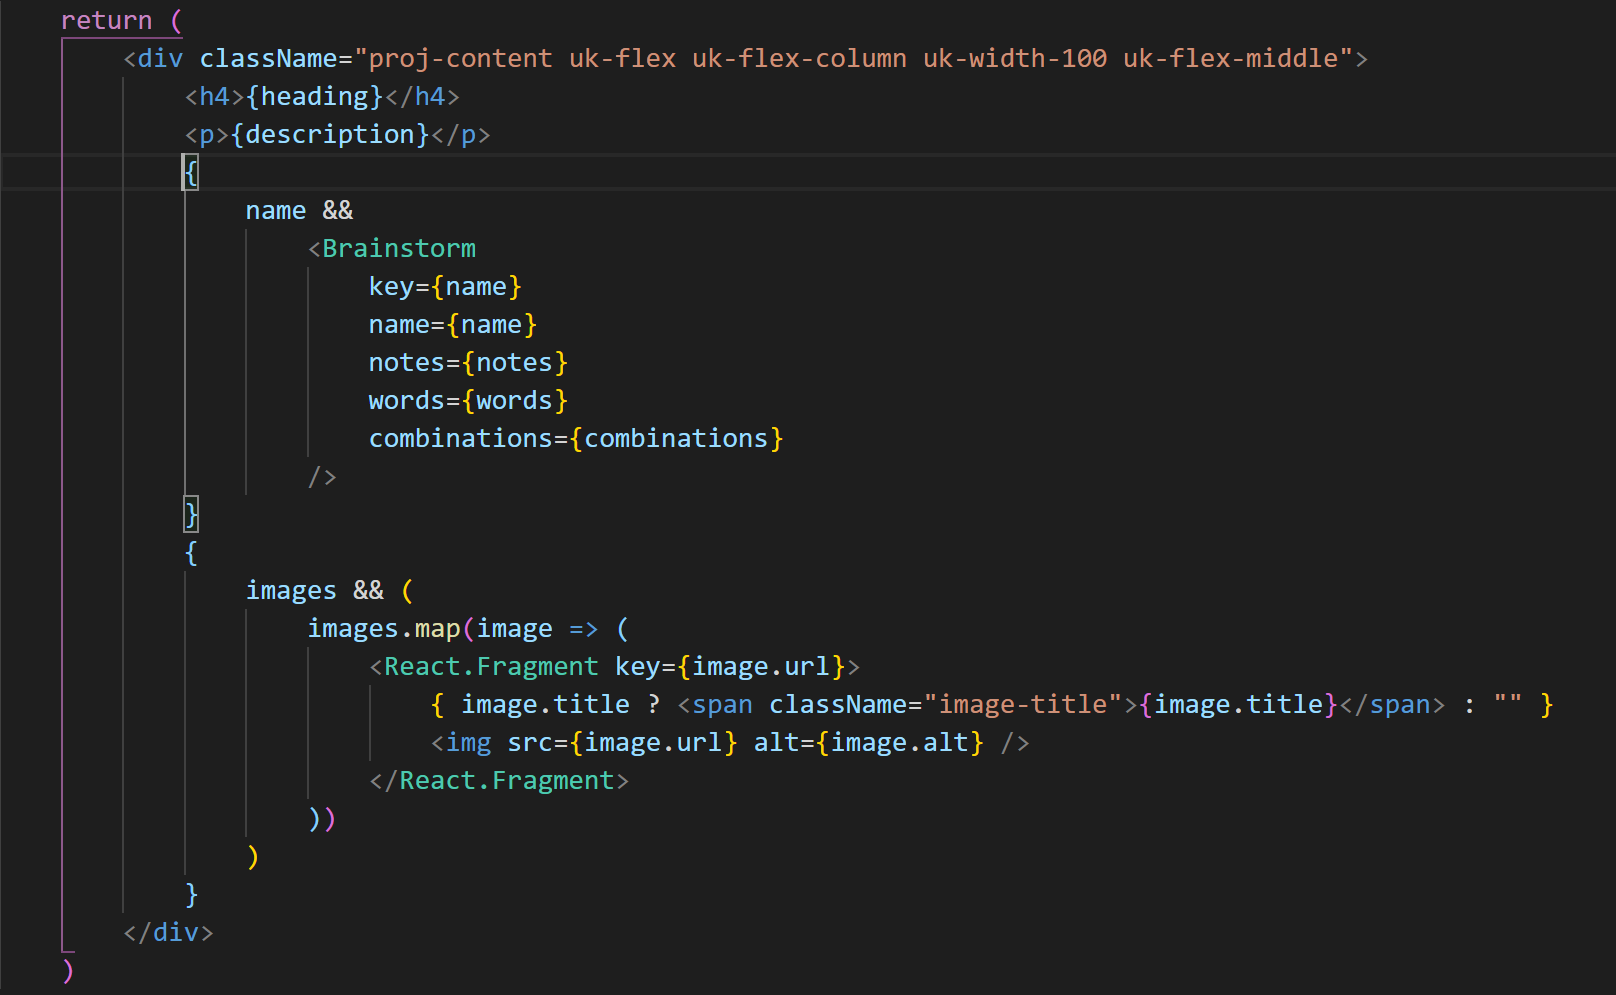 return (
<div className="proj-content uk-flex uk-flex-column uk-width-100 uk-flex-middle">
<h4>{heading}</h4>
<p>{description}</p>
{
name &&
<Brainstorm
key={name}
name={name}
notes={notes}
words={words}
combinations={combinations}
/>
}
{
images && (
images.map(image => (
<React.Fragment key={image.url}>
{ image.title ? <span className="image-title">{image.title}</span> : "" }
<img src={image.url} alt={image.alt} />
</React.Fragment>
))
)
}
</div>
)